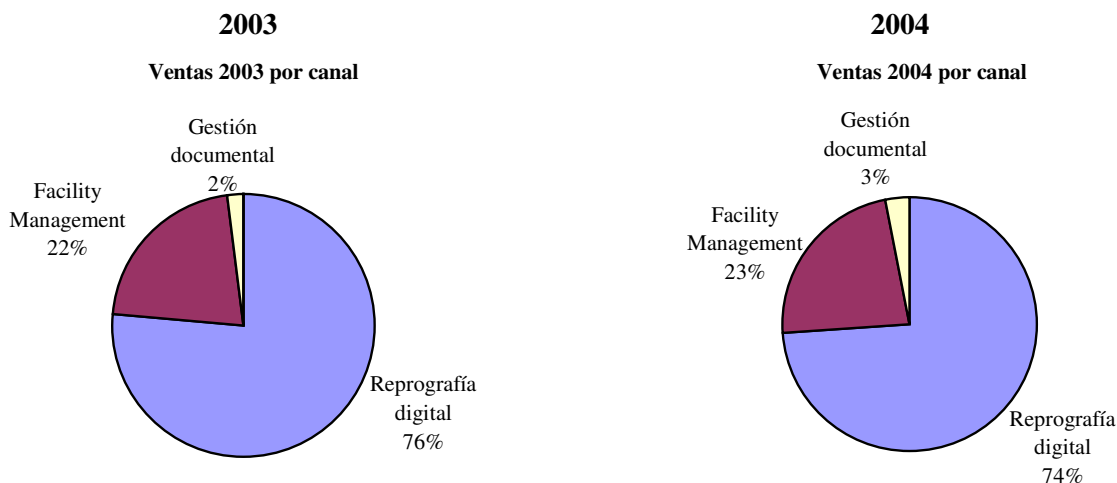 2003
Ventas 2003 por canal
Gestión
documental
2%
Facility
Management
22%
Reprografía
digital
76%
2004
Ventas 2004 por canal
Gestión
documental
3%
Facility
Management
23%
Reprografía
digital
74%